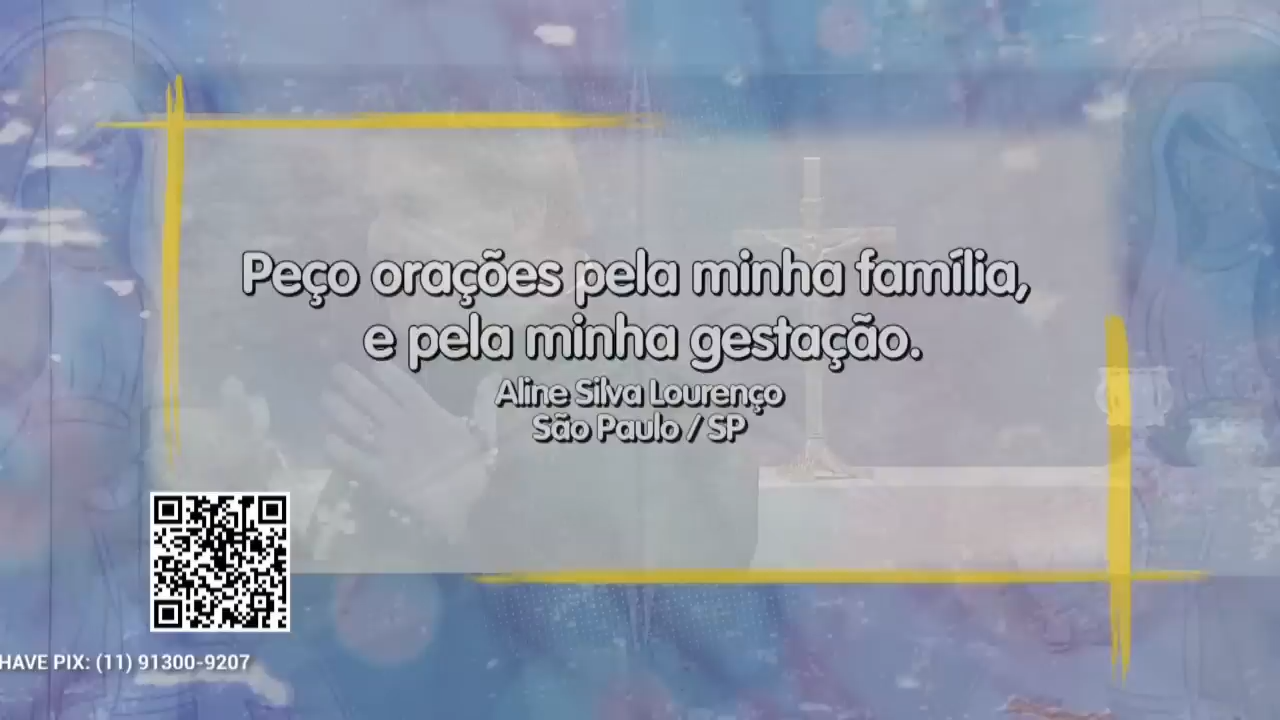 Peço orações pela minha família,
e pela minha gestação.
Aline Silva Lourenço
São Paulo / SP
HAVE PIX: (11) 91300-9207